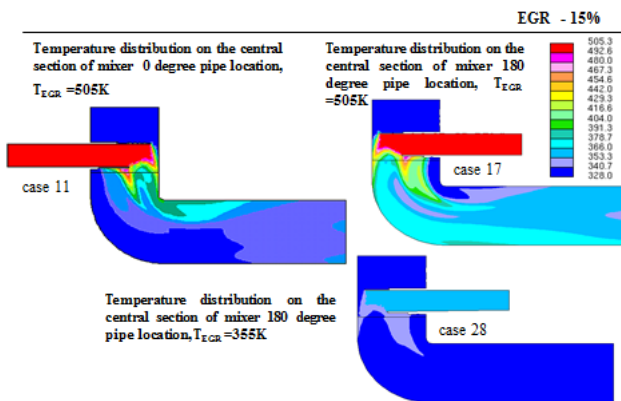 EGR - 15%
Temperature distribution on the central
section of mixer 0 degree pipe location,
TEGR =505K
Temperature distribution on the
central section of mixer 180
degree pipe location, TEGR
=505K
505.3
492.6
480.0
467.3
454.6
442.0
429.3
416.6
404.0
391.3
378.7
366.0
353.3
340.7
328.0
case 11
case 17
Temperature distribution on the
central section of mixer 180 degree
pipe location,TEGR=355K
case 28